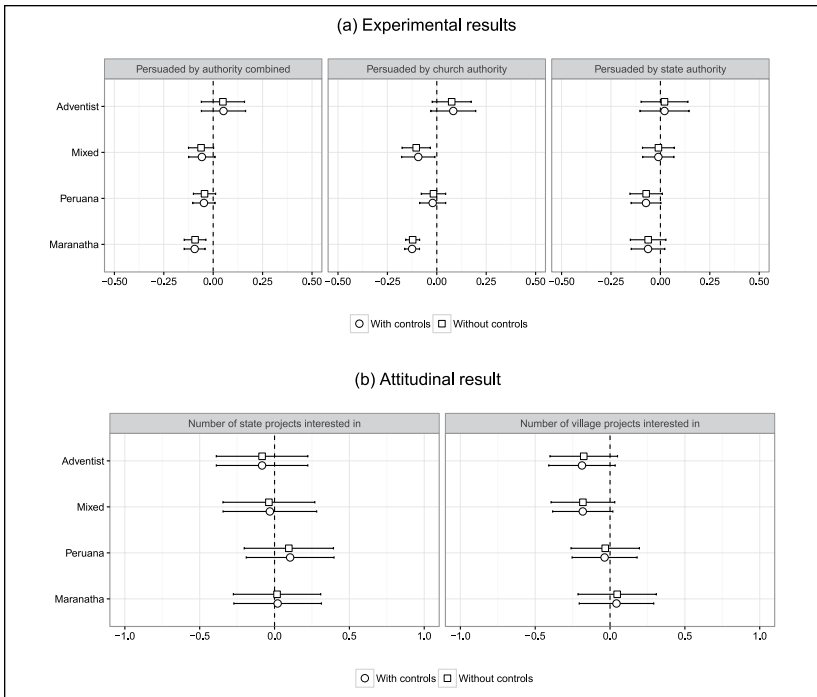 (a) Experimental results
Persuaded by authority combined Persuaded by church authority Persuaded by state authority
Adventist
Mixed
Peruana
Maranatha
−0.50 −0.25 0.00 0.25 0.50 −0.50 −0.25 0.00 0.25 0.50 −0.50 −0.25 0.00 0.25 0.50
With controls Without controls
(b) Attitudinal result
Number of state projects interested in Number of village projects interested in
Adventist
Mixed
Peruana
Maranatha
−1.0 −0.5 0.0 0.5 1.0 −1.0 −0.5 0.0 0.5 1.0
With controls Without controls